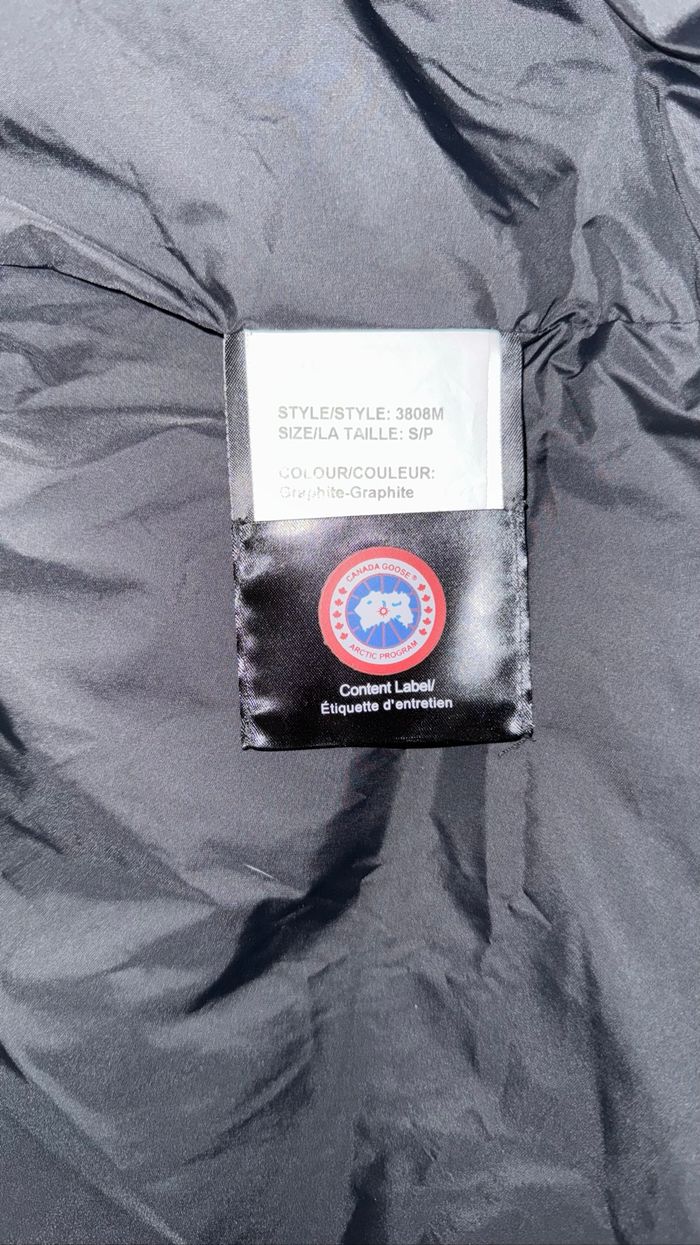 STYLE/STYLE: 3808M
SIZE/LA TAILLE: S/P
COLOUR/COULEUR:
Graphite-Graphite
CANADA GOOSE ®
ARCTIC PROGRAM
Content Label/
Étiquette d'entretien